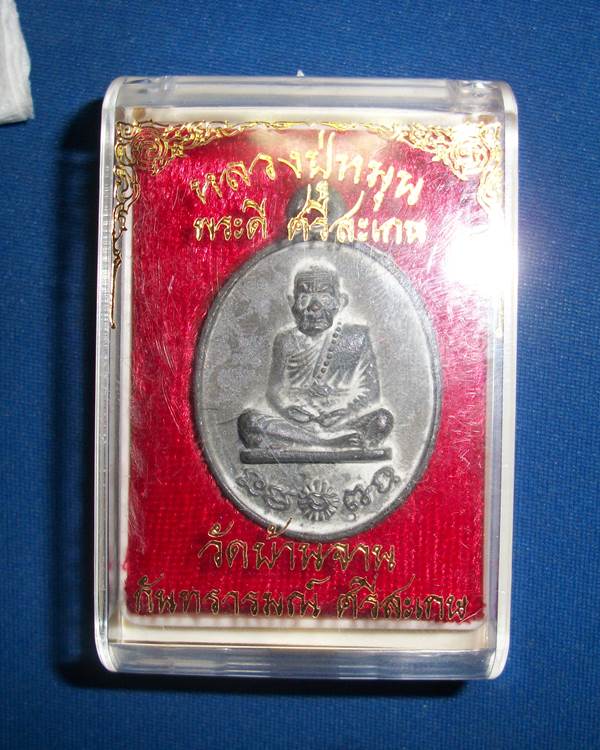 หลวงปู่หมุน
พระดี ศรีสะเกษ
วัดบ้านจาน
กันทรารมณ์ ศรีสะเกษ